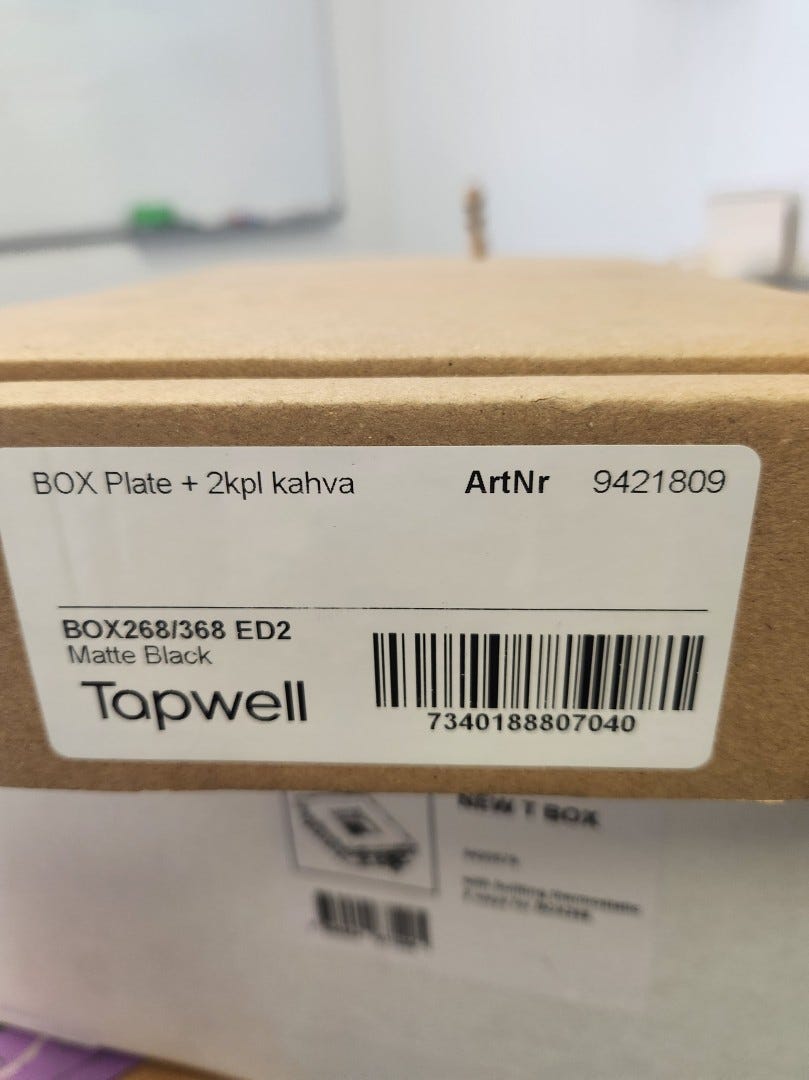 BOX Plate + 2kpl kahva ArtNr 9421809
BOX268/368 ED2
Matte Black
Tapwell
7340188807040
NEW T BOX